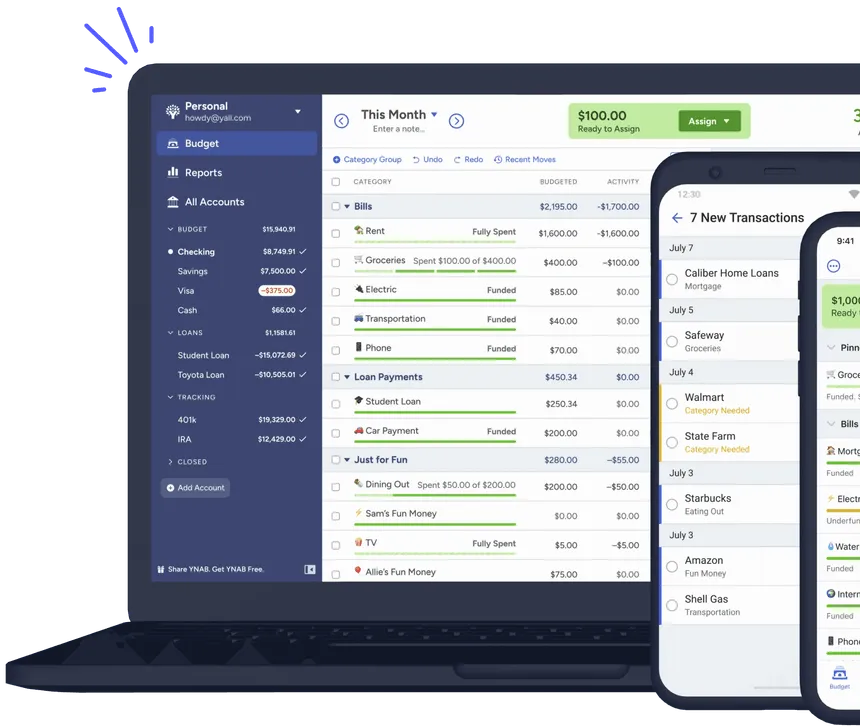 Personal
howdy@yall.com
Budget
Reports
All Accounts
BUDGET $15,940.91
Checking $8,749.91
Savings $7,500.00
Visa -$375.00
Cash $66.00
LOANS $1,1581.61
Student Loan -$15,072.69
Toyota Loan -$10,505.01
TRACKING
401k $19,329.00
IRA $12,429.00
CLOSED
Add Account
Share YNAB. Get YNAB Free.
This Month
Enter a note...
$100.00
Ready to Assign
Assign
Category Group Undo Redo Recent Moves
CATEGORY BUDGETED ACTIVITY
Bills $2,195.00 -$1,700.00
Rent Fully Spent $1,600.00 -$1,600.00
Groceries Spent $100.00 of $400.00 $400.00 -$100.00
Electric Funded $85.00 $0.00
Transportation Funded $40.00 $0.00
Phone Funded $70.00 $0.00
Loan Payments $450.34 $0.00
Student Loan $250.34 $0.00
Car Payment Funded $200.00 $0.00
Just for Fun $280.00 -$55.00
Dining Out Spent $50.00 of $200.00 $200.00 -$50.00
Sam's Fun Money $0.00 $0.00
TV Fully Spent $5.00 -$5.00
Allie's Fun Money $75.00 $0.00
12:30
7 New Transactions
July 7
Caliber Home Loans
Mortgage
July 5
Safeway
Groceries
July 4
Walmart
Category Needed
State Farm
Category Needed
July 3
Starbucks
Eating Out
July 3
Amazon
Fun Money
Shell Gas
Transportation
9:41
$1,000
Ready
Pinn
Groce
Funded. S
Bills
Mortg
Funded
Electr
Underfun
Water
Funded
Intern
Funded
Phone
Budget